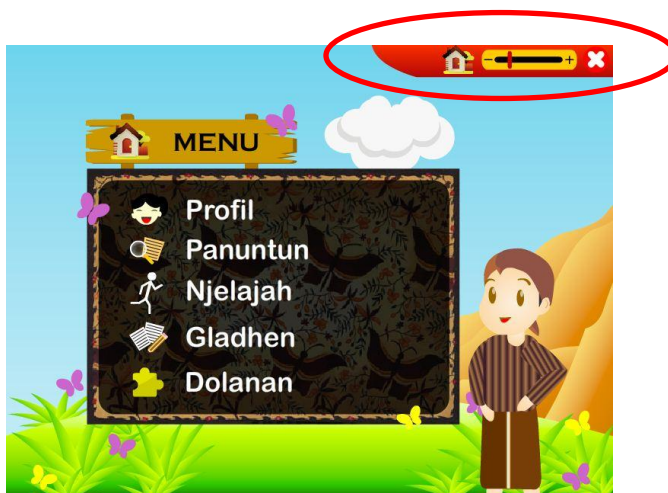 MENU
Profil
Panuntun
Njelajah
Gladhen
Dolanan